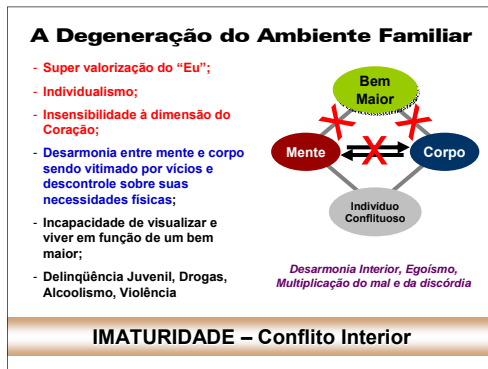 A Degeneração do Ambiente Familiar
- Super valorização do “Eu”;
- Individualismo;
- Insensibilidade à dimensão do
Coração;
- Desarmonia entre mente e corpo
sendo vitimado por vícios e
descontrole sobre suas
necessidades físicas;
- Incapacidade de visualizar e
viver em função de um bem
maior;
- Delinqüência Juvenil, Drogas,
Alcoolismo, Violência
Bem
Maior
Mente
Corpo
Indivíduo
Conflituoso
Desarmonia Interior, Egoísmo,
Multiplicação do mal e da discórdia
IMATURIDADE – Conflito Interior